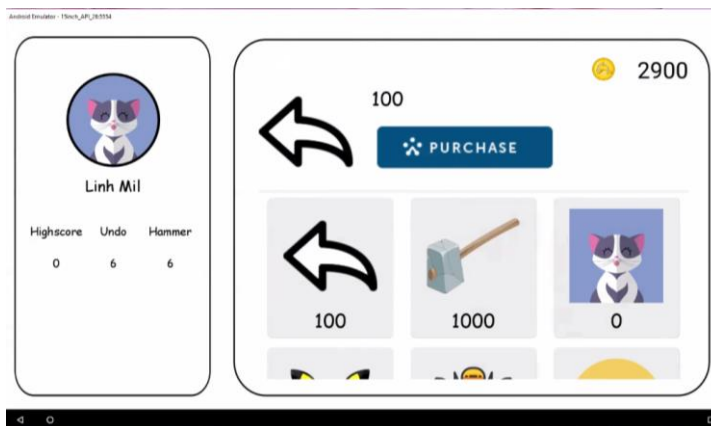 Android Emulator - 15inch_API_28:5554
2900
100
PURCHASE
Linh Mil
Highscore Undo Hammer
0 6 6
100 1000 0